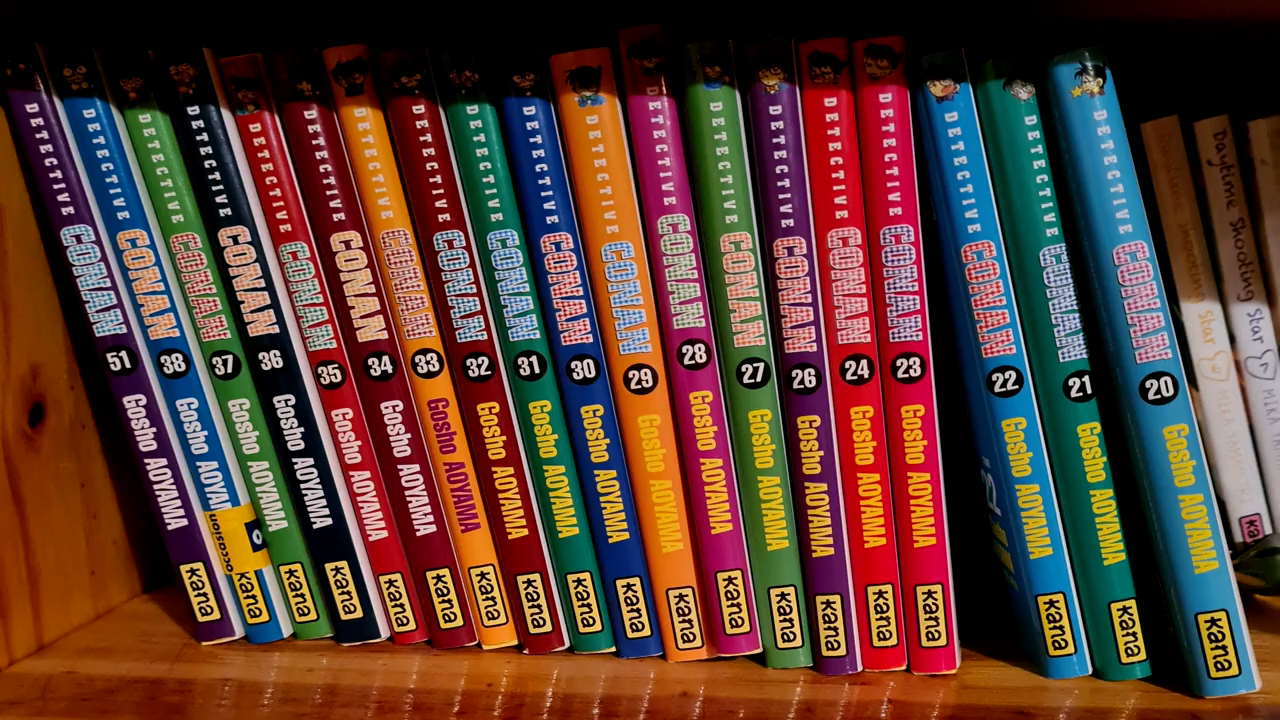 DETECTIVE CONAN 51 Gosho AOYAMA kana
DETECTIVE CONAN 38 Gosho AOYAMA kana
occasion
DETECTIVE CONAN 37 Gosho AOYAMA kana
DETECTIVE CONAN 36 Gosho AOYAMA kana
DETECTIVE CONAN 35 Gosho AOYAMA kana
DETECTIVE CONAN 34 Gosho AOYAMA kana
DETECTIVE CONAN 33 Gosho AOYAMA kana
DETECTIVE CONAN 32 Gosho AOYAMA kana
DETECTIVE CONAN 31 Gosho AOYAMA kana
DETECTIVE CONAN 30 Gosho AOYAMA kana
DETECTIVE CONAN 29 Gosho AOYAMA kana
DETECTIVE CONAN 28 Gosho AOYAMA kana
DETECTIVE CONAN 27 Gosho AOYAMA kana
DETECTIVE CONAN 26 Gosho AOYAMA kana
DETECTIVE CONAN 24 Gosho AOYAMA kana
DETECTIVE CONAN 23 Gosho AOYAMA kana
DETECTIVE CONAN 22 Gosho AOYAMA kana
DETECTIVE CONAN 21 Gosho AOYAMA kana
DETECTIVE CONAN 20 Gosho AOYAMA kana
Daytime Shooting Star
Daytime Shooting Star MIKA